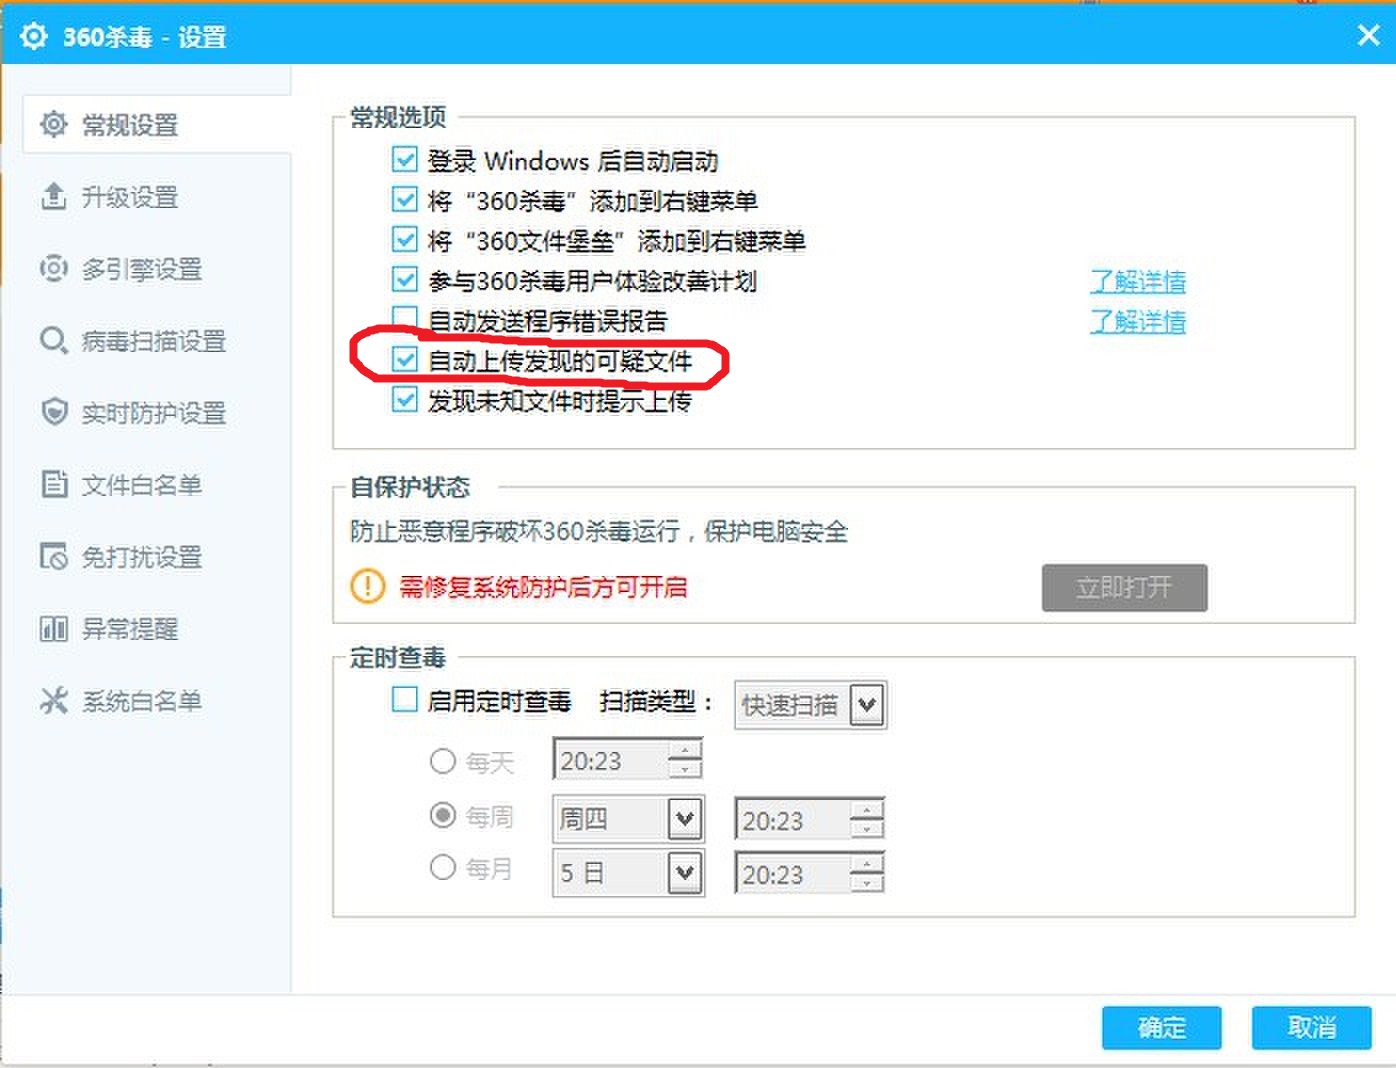 360杀毒 - 设置
常规设置
升级设置
多引擎设置
病毒扫描设置
实时防护设置
文件白名单
免打扰设置
异常提醒
系统白名单
常规选项
登录 Windows 后自动启动
将“360杀毒”添加到右键菜单
将“360文件堡垒”添加到右键菜单
参与360杀毒用户体验改善计划 了解详情
自动发送程序错误报告 了解详情
自动上传发现的可疑文件
发现未知文件时提示上传
自保护状态
防止恶意程序破坏360杀毒运行，保护电脑安全
需修复系统防护后方可开启 立即打开
定时查毒
启用定时查毒 扫描类型： 快速扫描
每天 20:23
每周 周四 20:23
每月 5 日 20:23
确定 取消